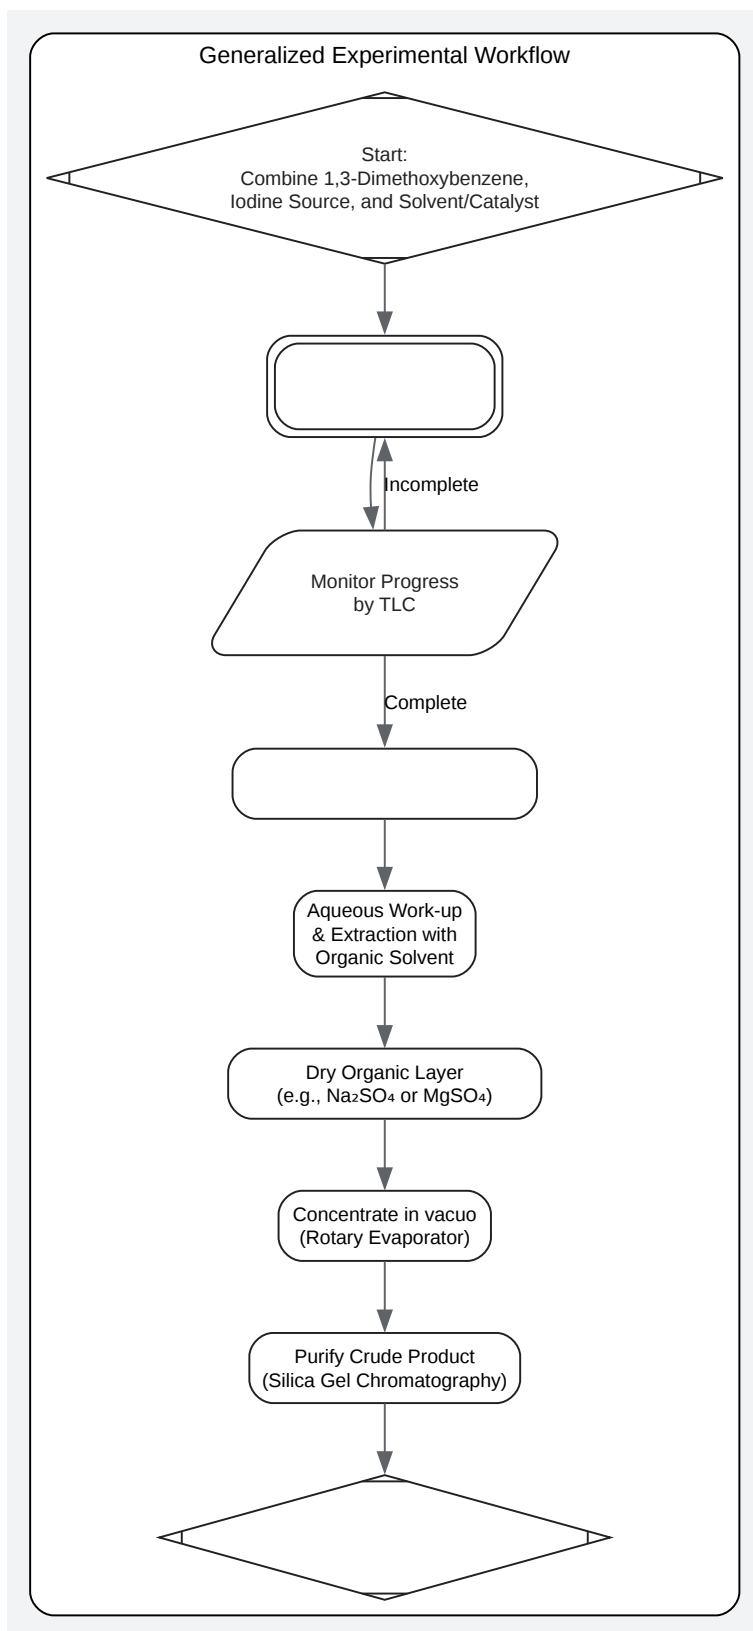 Generalized Experimental Workflow
Start:
Combine 1,3-Dimethoxybenzene,
Iodine Source, and Solvent/Catalyst
Incomplete
Monitor Progress
by TLC
Complete
Aqueous Work-up
& Extraction with
Organic Solvent
Dry Organic Layer
(e.g., Na₂SO₄ or MgSO₄)
Concentrate in vacuo
(Rotary Evaporator)
Purify Crude Product
(Silica Gel Chromatography)